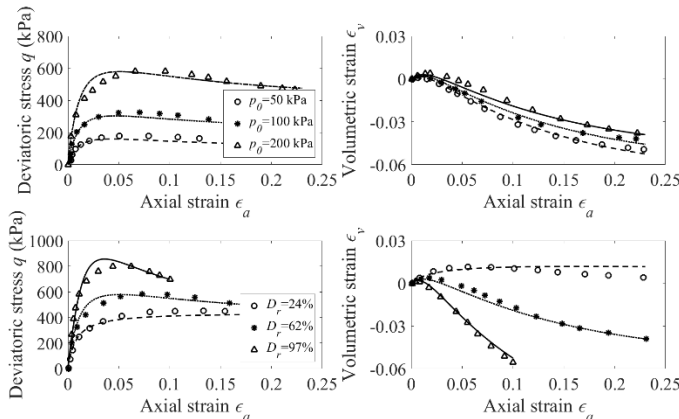 Deviatoric stress q (kPa)
800
600
400
200
0
0 0.05 0.1 0.15 0.2 0.25
Axial strain ϵa
p0=50 kPa
p0=100 kPa
p0=200 kPa
Volumetric strain ϵv
0.03
0
-0.03
-0.06
0 0.05 0.1 0.15 0.2 0.25
Axial strain ϵa
Deviatoric stress q (kPa)
1000
800
600
400
200
0
0 0.05 0.1 0.15 0.2 0.25
Axial strain ϵa
Dr=24%
Dr=62%
Dr=97%
Volumetric strain ϵv
0.03
0
-0.03
-0.06
0 0.05 0.1 0.15 0.2 0.25
Axial strain ϵa